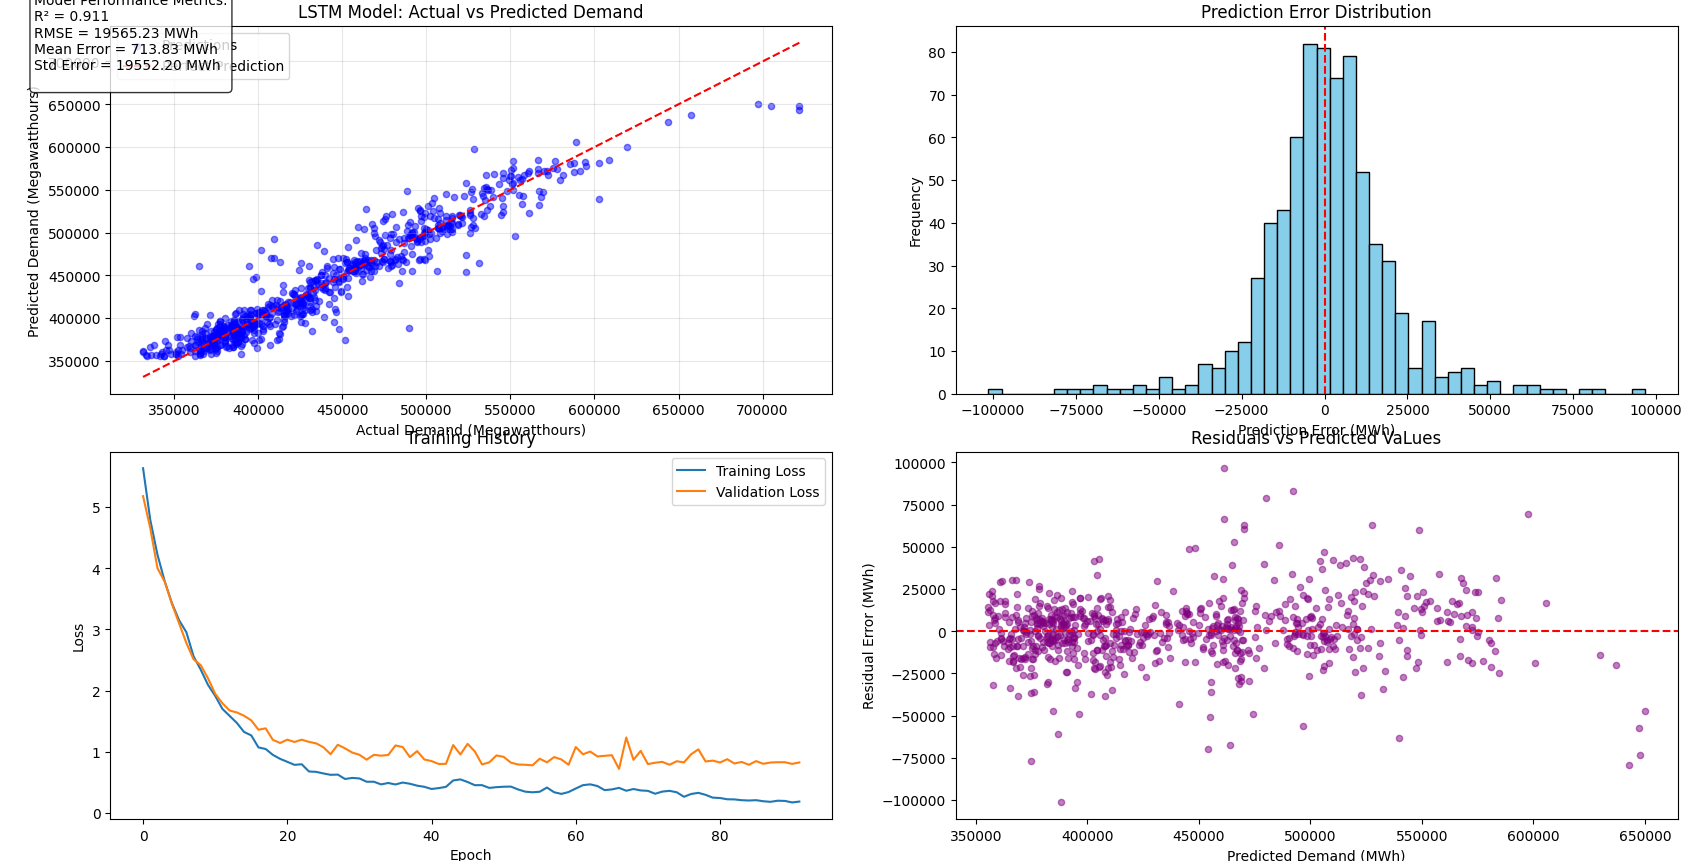 Model Performance Metrics:
R² = 0.911
RMSE = 19565.23 MWh
Mean Error = 713.83 MWh
Std Error = 19552.20 MWh
LSTM Model: Actual vs Predicted Demand
Prediction
Predicted Demand (Megawatthours)
650000
600000
550000
500000
450000
400000
350000
350000 400000 450000 500000 550000 600000 650000 700000
Actual Demand (Megawatthours)
Prediction Error Distribution
Frequency
80
70
60
50
40
30
20
10
0
−100000 −75000 −50000 −25000 0 25000 50000 75000 100000
Prediction Error (MWh)
Training History
Training Loss
Validation Loss
Loss
5
4
3
2
1
0
0 20 40 60 80
Epoch
Residuals vs Predicted VaLues
Residual Error (MWh)
100000
75000
50000
25000
0
−25000
−50000
−75000
−100000
350000 400000 450000 500000 550000 600000 650000
Predicted Demand (MWh)